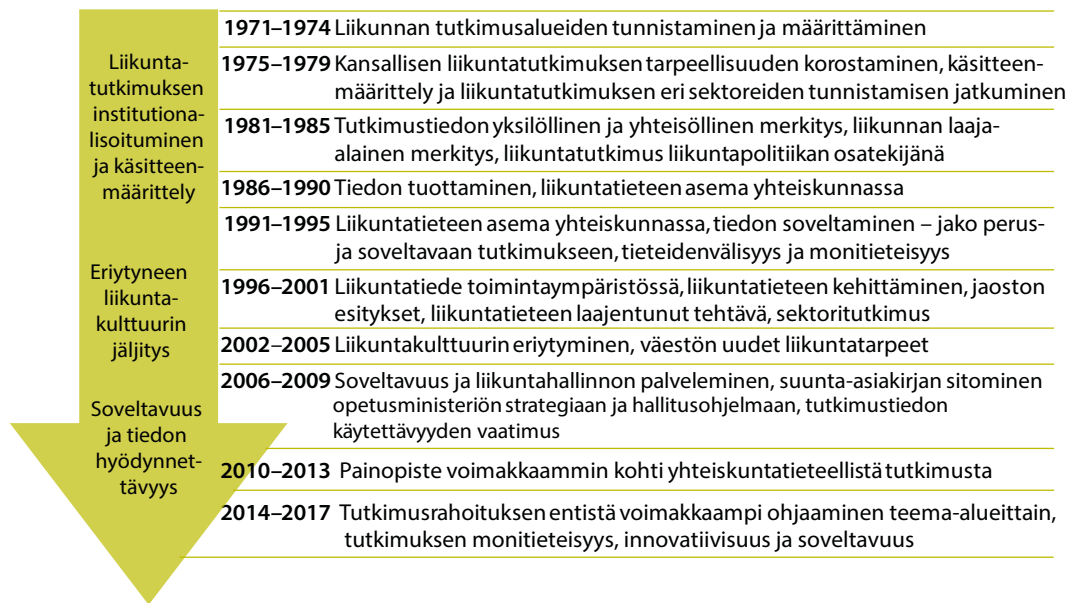 Liikunta-
tutkimuksen
institutiona-
lisoituminen
ja käsitteen-
määrittely
Eriytyneen
liikunta-
kulttuurin
jäljitys
Soveltavuus
ja tiedon
hyödynnet-
tävyys
1971–1974 Liikunnan tutkimusalueiden tunnistaminen ja määrittäminen
1975–1979 Kansallisen liikuntatutkimuksen tarpeellisuuden korostaminen, käsitteen-
määrittely ja liikuntatutkimuksen eri sektoreiden tunnistamisen jatkuminen
1981–1985 Tutkimustiedon yksilöllinen ja yhteisöllinen merkitys, liikunnan laaja-
alainen merkitys, liikuntatutkimus liikuntapolitiikan osatekijänä
1986–1990 Tiedon tuottaminen, liikuntatieteen asema yhteiskunnassa
1991–1995 Liikuntatieteen asema yhteiskunnassa, tiedon soveltaminen – jako perus-
ja soveltavaan tutkimukseen, tieteidenvälisyys ja monitieteisyys
1996–2001 Liikuntatiede toimintaympäristössä, liikuntatieteen kehittäminen, jaoston
esitykset, liikuntatieteen laajentunut tehtävä, sektoritutkimus
2002–2005 Liikuntakulttuurin eriytyminen, väestön uudet liikuntatarpeet
2006–2009 Soveltavuus ja liikuntahallinnon palveleminen, suunta-asiakirjan sitominen
opetusministeriön strategiaan ja hallitusohjelmaan, tutkimustiedon
käytettävyyden vaatimus
2010–2013 Painopiste voimakkaammin kohti yhteiskuntatieteellistä tutkimusta
2014–2017 Tutkimusrahoituksen entistä voimakkaampi ohjaaminen teema-alueittain,
tutkimuksen monitieteisyys, innovatiivisuus ja soveltavuus